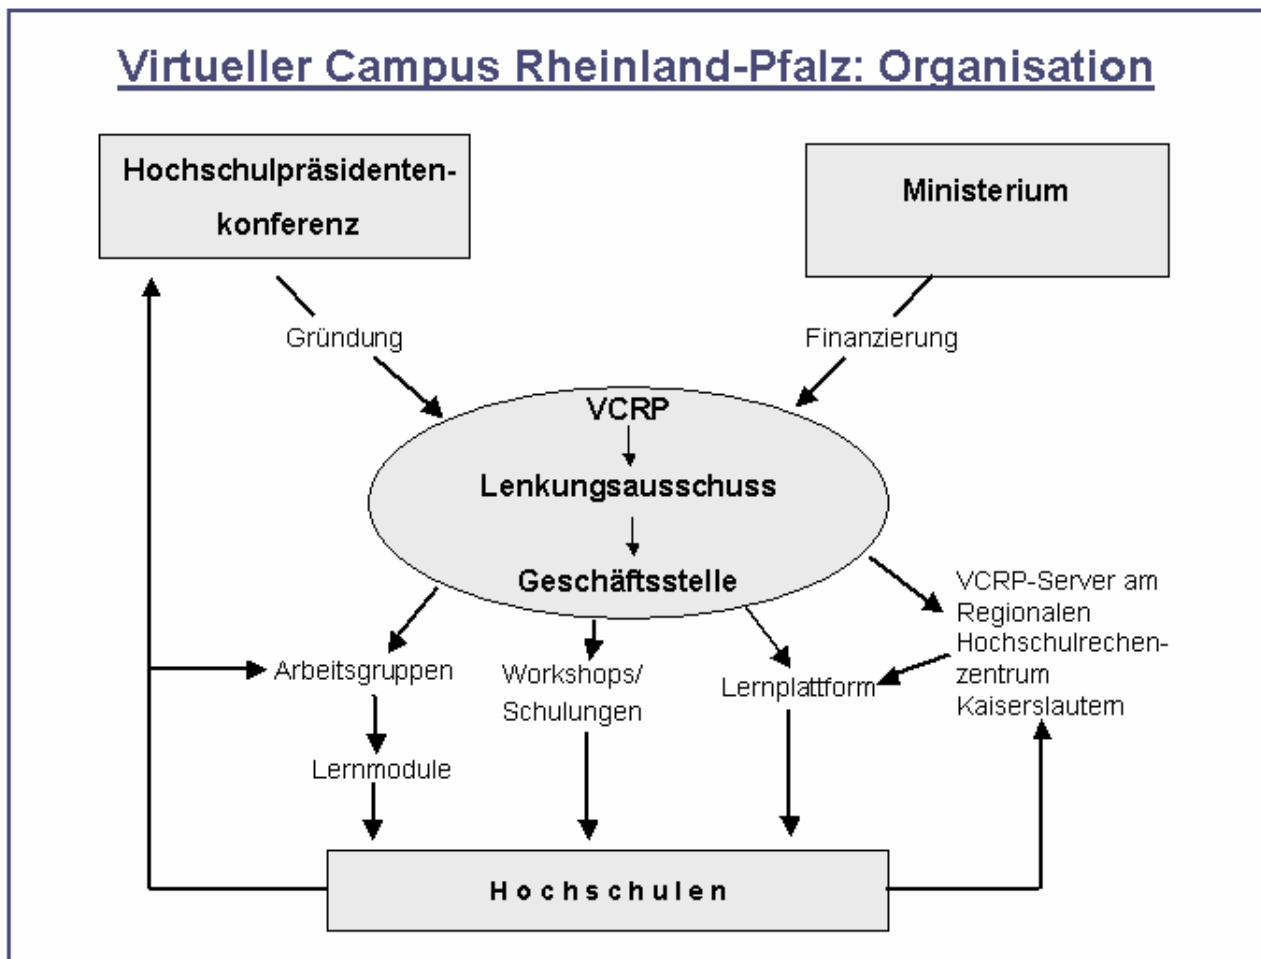 Virtueller Campus Rheinland-Pfalz: Organisation
Hochschulpräsidenten-
konferenz
Ministerium
Gründung
Finanzierung
VCRP
Lenkungsausschuss
Geschäftsstelle
VCRP-Server am
Regionalen
Hochschulrechen-
zentrum
Kaiserslautern
Arbeitsgruppen
Workshops/
Schulungen
Lernplattform
Lernmodule
Hochschulen